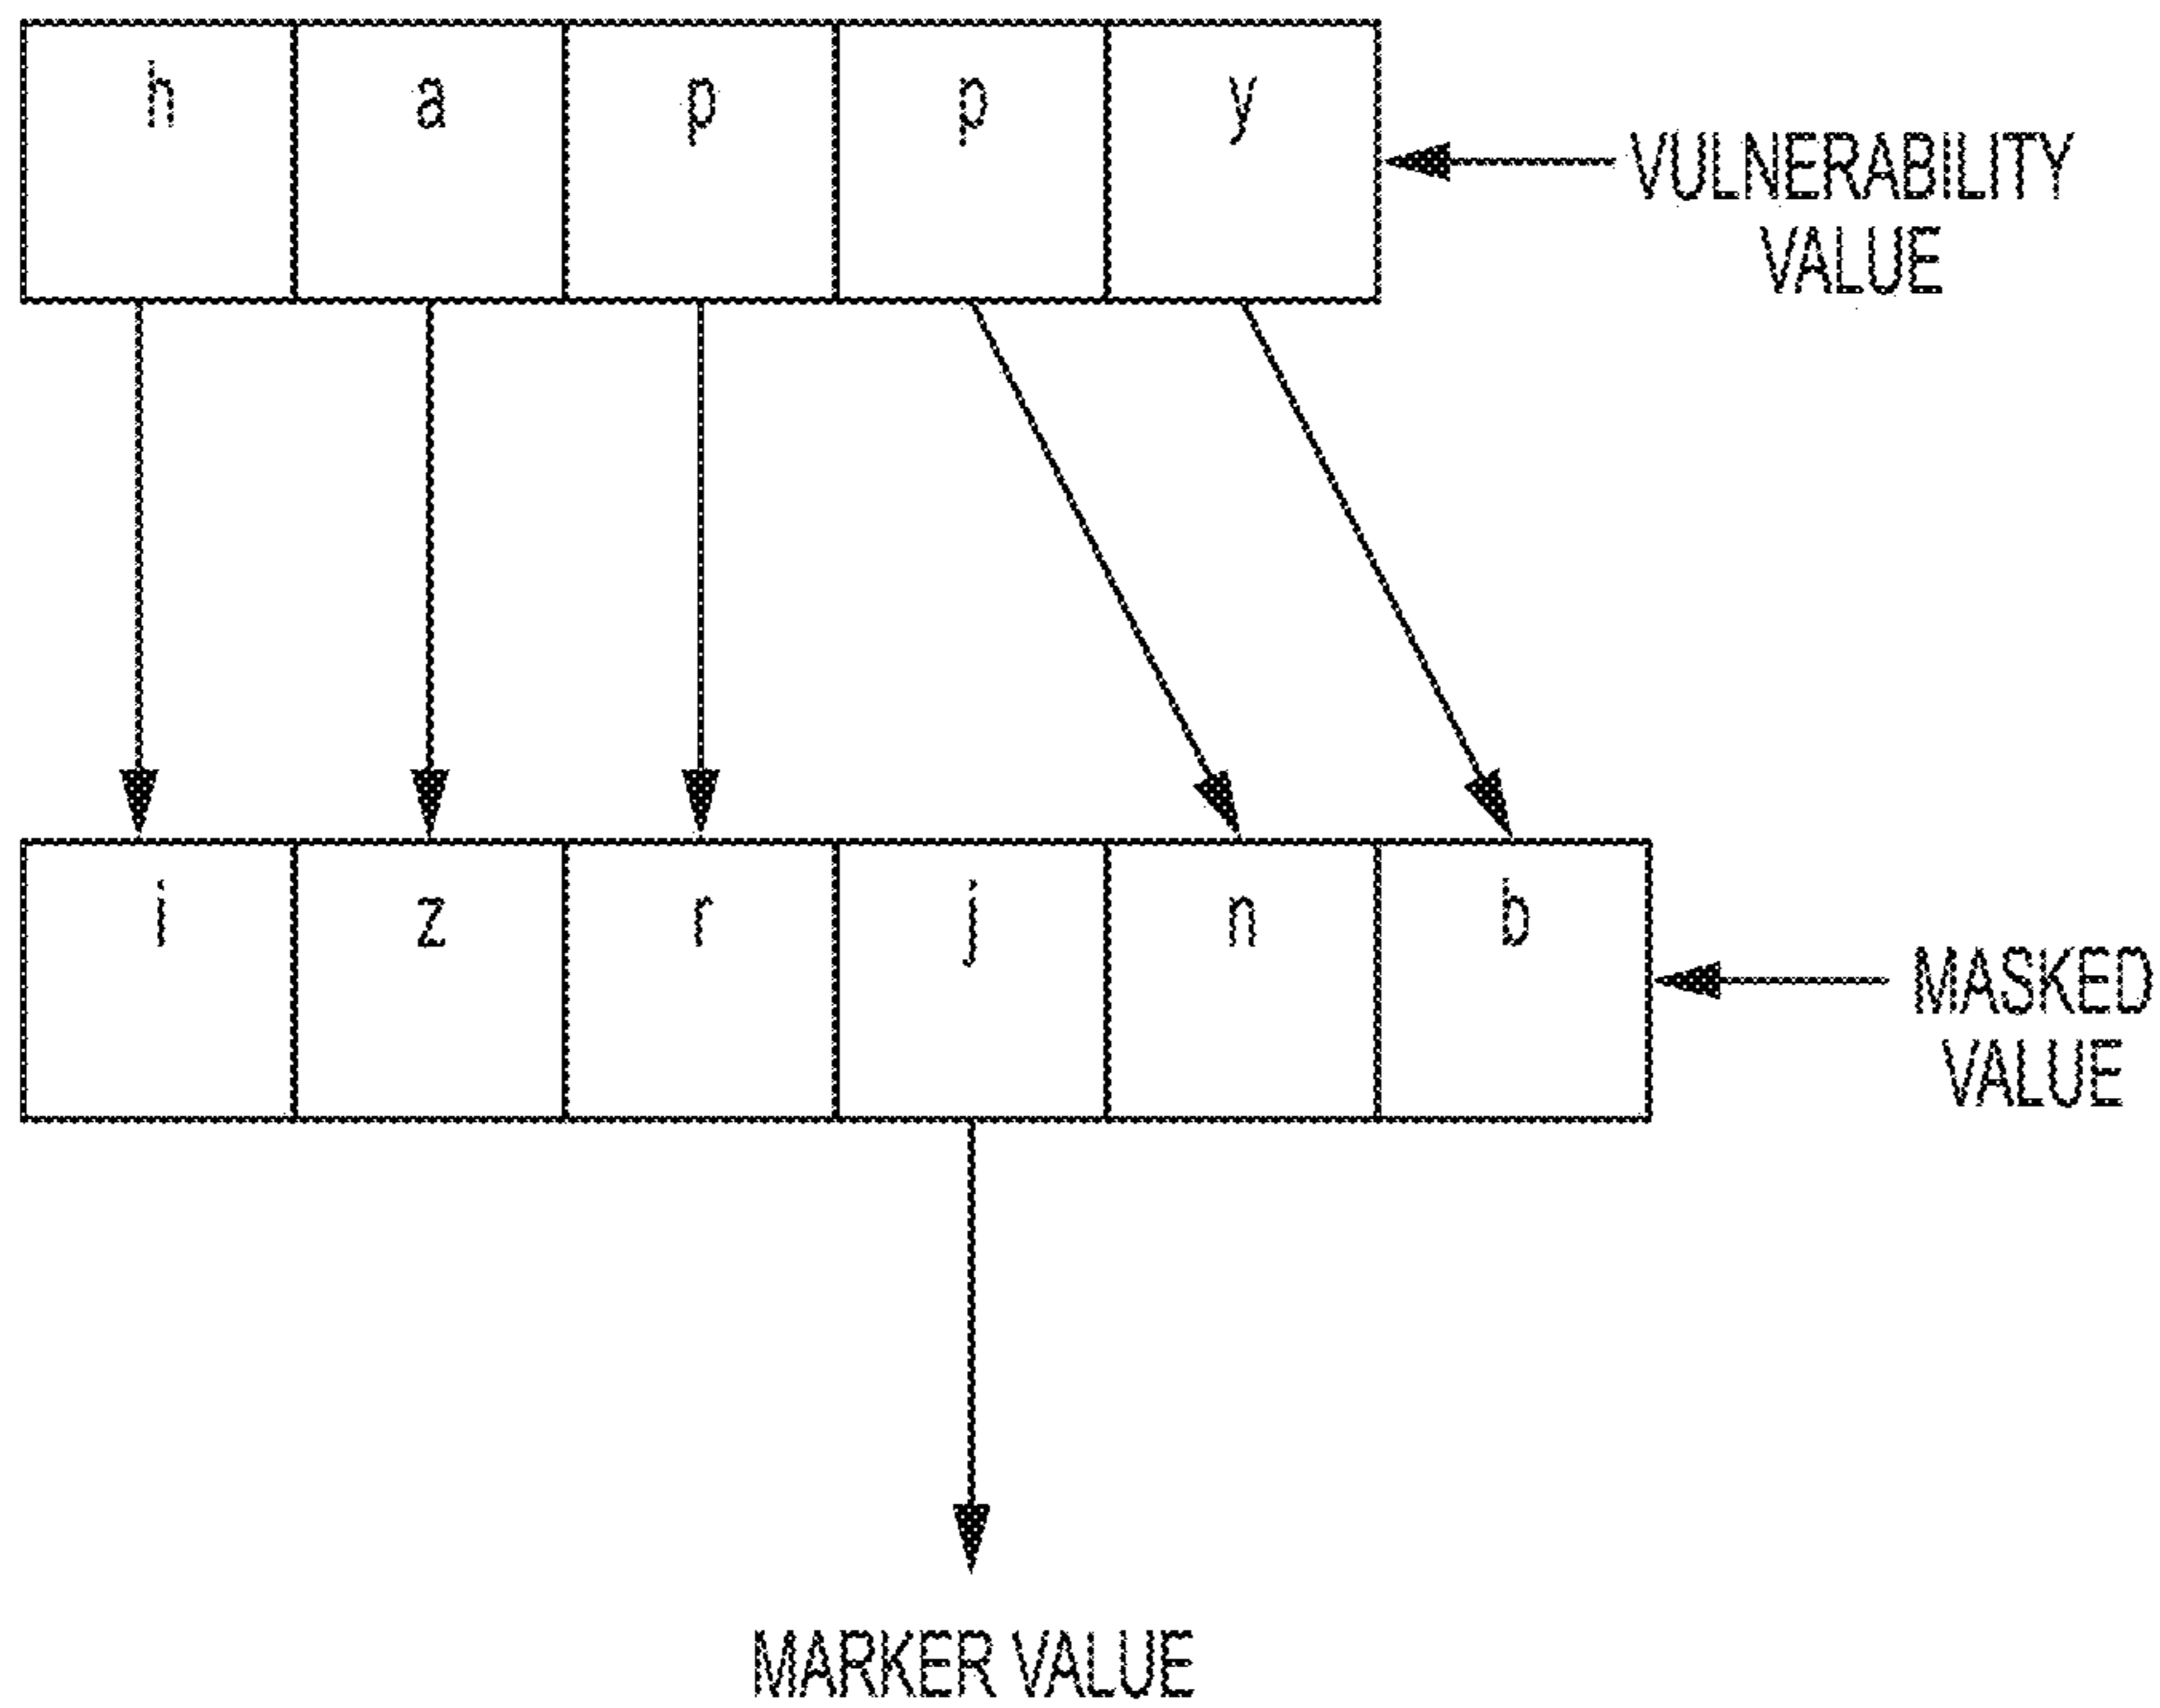 h a p p y
VULNERABILITY
VALUE
i z r j n b
MASKED
VALUE
MARKER VALUE